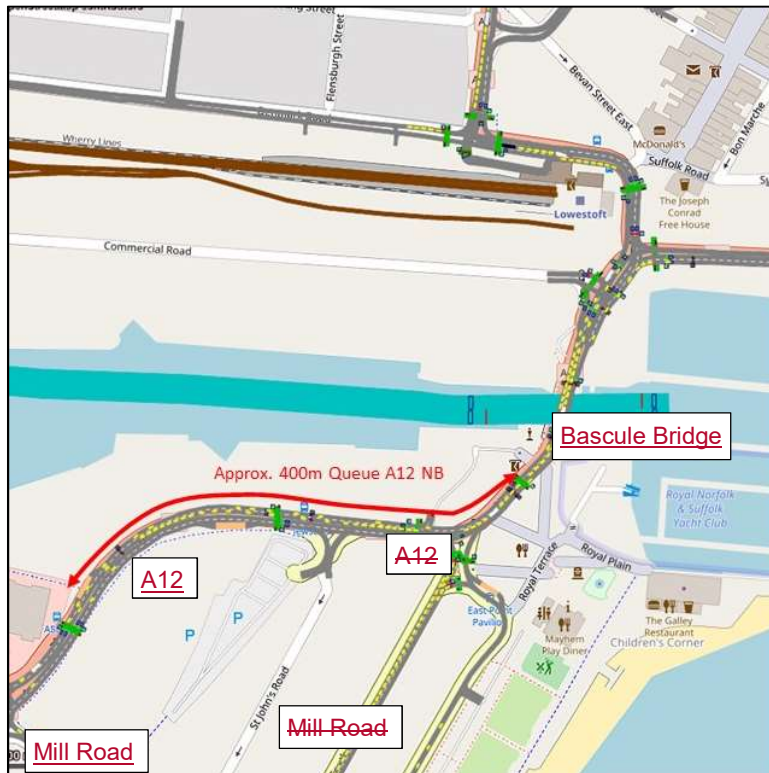 Flensburgh Street
Bevan Street East
Bon Marche
McDonald's
Suffolk Road
Wherry Lines
Lowestoft
The Joseph
Conrad
Free House
Commercial Road
Bascule Bridge
Approx. 400m Queue A12 NB
Royal Norfolk
& Suffolk
Yacht Club
A12
A12
Royal Terrace
Royal Plain
P
P
East Point
Pavilio
Mayhem
Play Diner
The Galley
Restaurant
Children's Corner
St John's Road
Mill Road
Mill Road